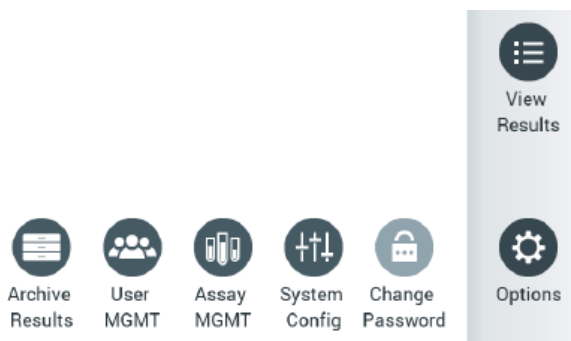 View
Results
Archive
Results
User
MGMT
Assay
MGMT
System
Config
Change
Password
Options